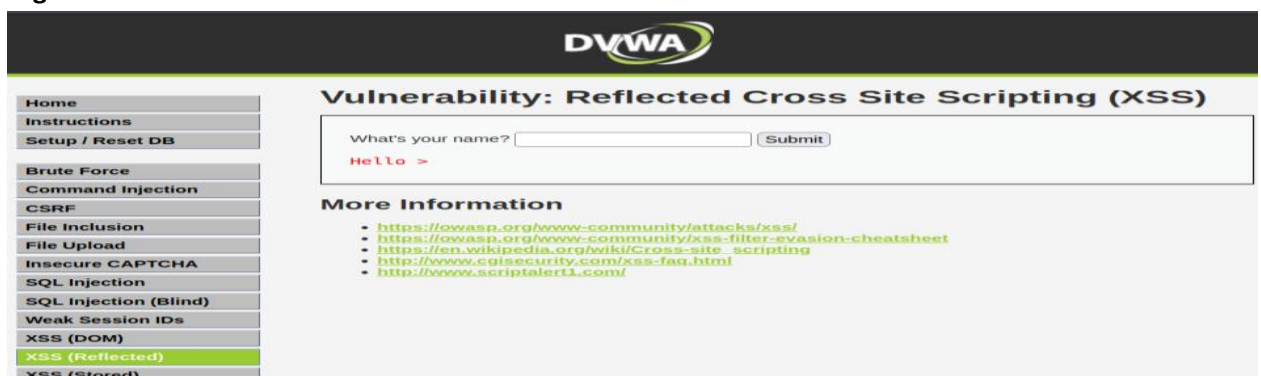 DVWA
Home
Instructions
Setup / Reset DB
Brute Force
Command Injection
CSRF
File Inclusion
File Upload
Insecure CAPTCHA
SQL Injection
SQL Injection (Blind)
Weak Session IDs
XSS (DOM)
XSS (Reflected)
XSS (Stored)
Vulnerability: Reflected Cross Site Scripting (XSS)
What's your name? Submit
Hello >
More Information
https://owasp.org/www-community/attacks/xss/
https://owasp.org/www-community/xss-filter-evasion-cheatsheet
https://en.wikipedia.org/wiki/Cross-site_scripting
http://www.cgisecurity.com/xss-faq.html
http://www.scriptalert1.com/